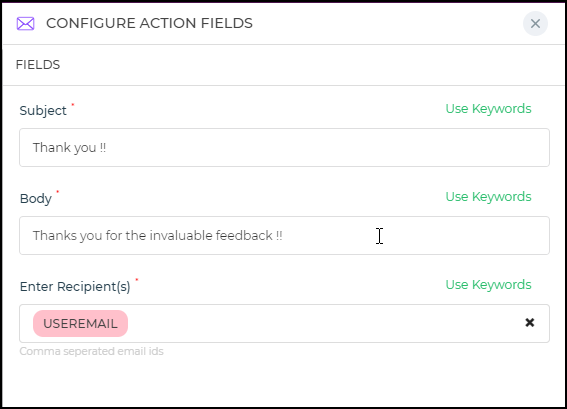 CONFIGURE ACTION FIELDS
FIELDS
Subject * Use Keywords
Thank you !!
Body * Use Keywords
Thanks you for the invaluable feedback !!
Enter Recipient(s) * Use Keywords
USEREMAIL
Comma seperated email ids